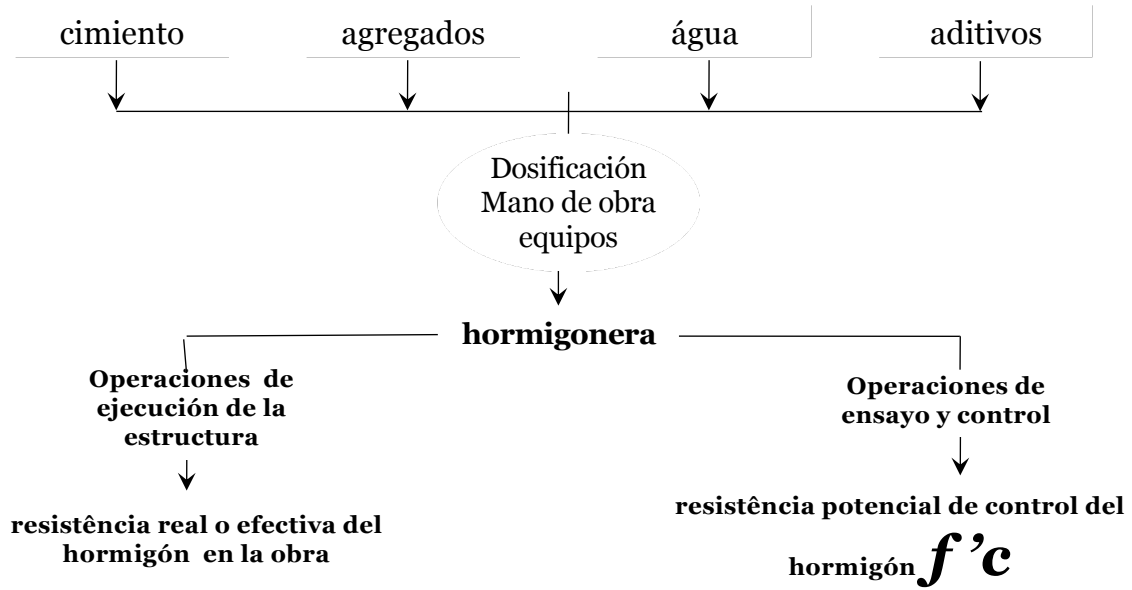 cimiento
agregados
água
aditivos
Dosificación
Mano de obra
equipos
hormigonera
Operaciones de
ejecución de la
estructura
Operaciones de
ensayo y control
resistência real o efectiva del
hormigón en la obra
resistência potencial de control del
hormigón f'c